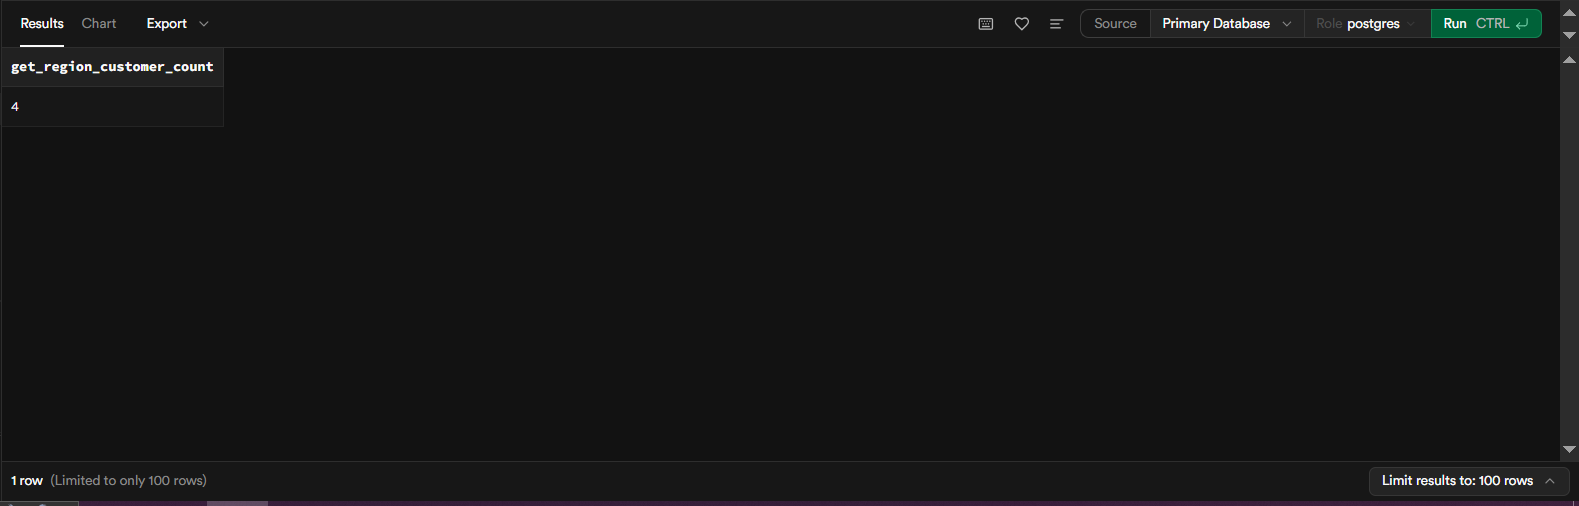 Results Chart Export Source Primary Database Role postgres Run CTRL
get_region_customer_count
4
1 row (Limited to only 100 rows) Limit results to: 100 rows